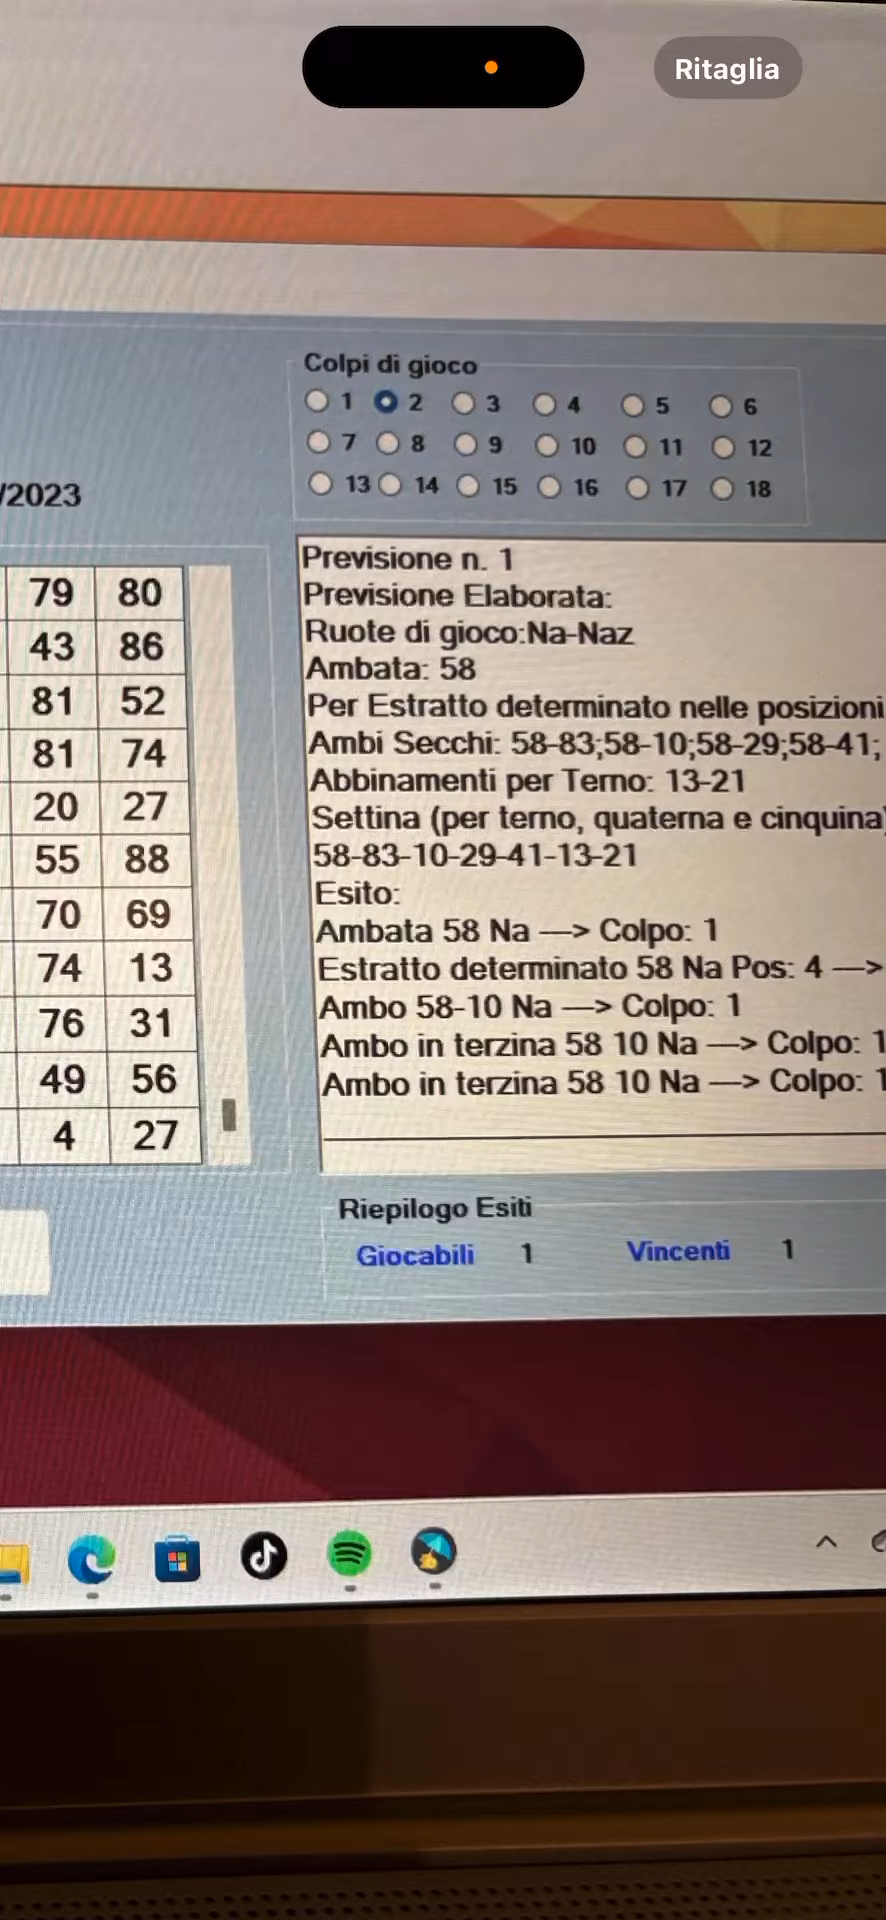 Ritaglia
Colpi di gioco
1 2 3 4 5 6
7 8 9 10 11 12
13 14 15 16 17 18
/2023
79 80
43 86
81 52
81 74
20 27
55 88
70 69
74 13
76 31
49 56
4 27
Previsione n. 1
Previsione Elaborata:
Ruote di gioco:Na-Naz
Ambata: 58
Per Estratto determinato nelle posizioni
Ambi Secchi: 58-83;58-10;58-29;58-41;
Abbinamenti per Terno: 13-21
Settina (per terno, quaterna e cinquina)
58-83-10-29-41-13-21
Esito:
Ambata 58 Na —> Colpo: 1
Estratto determinato 58 Na Pos: 4 —>
Ambo 58-10 Na —> Colpo: 1
Ambo in terzina 58 10 Na —> Colpo: 1
Ambo in terzina 58 10 Na —> Colpo: 1
Riepilogo Esiti
Giocabili 1 Vincenti 1